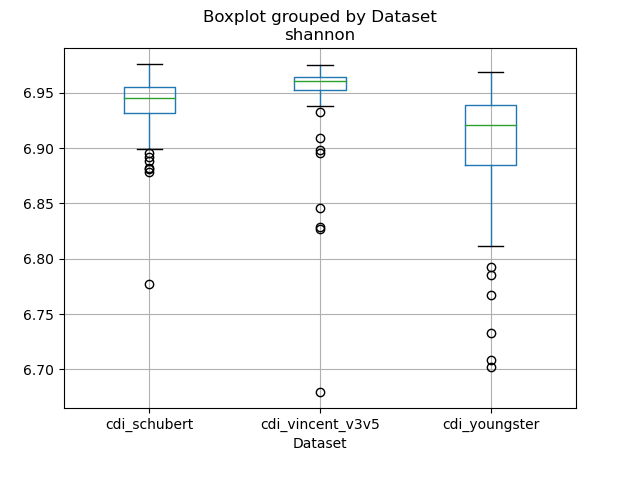 Boxplot grouped by Dataset
shannon
6.95
6.90
6.85
6.80
6.75
6.70
cdi_schubert cdi_vincent_v3v5 cdi_youngster
Dataset